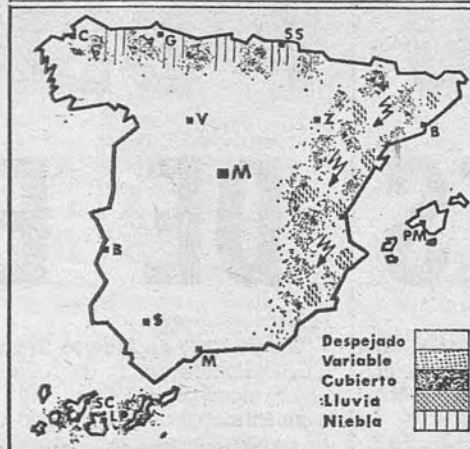 C G SS
V Z B
M
PM
B
S
M
SC
LP
Despejado
Variable
Cubierto
Lluvia
Niebla